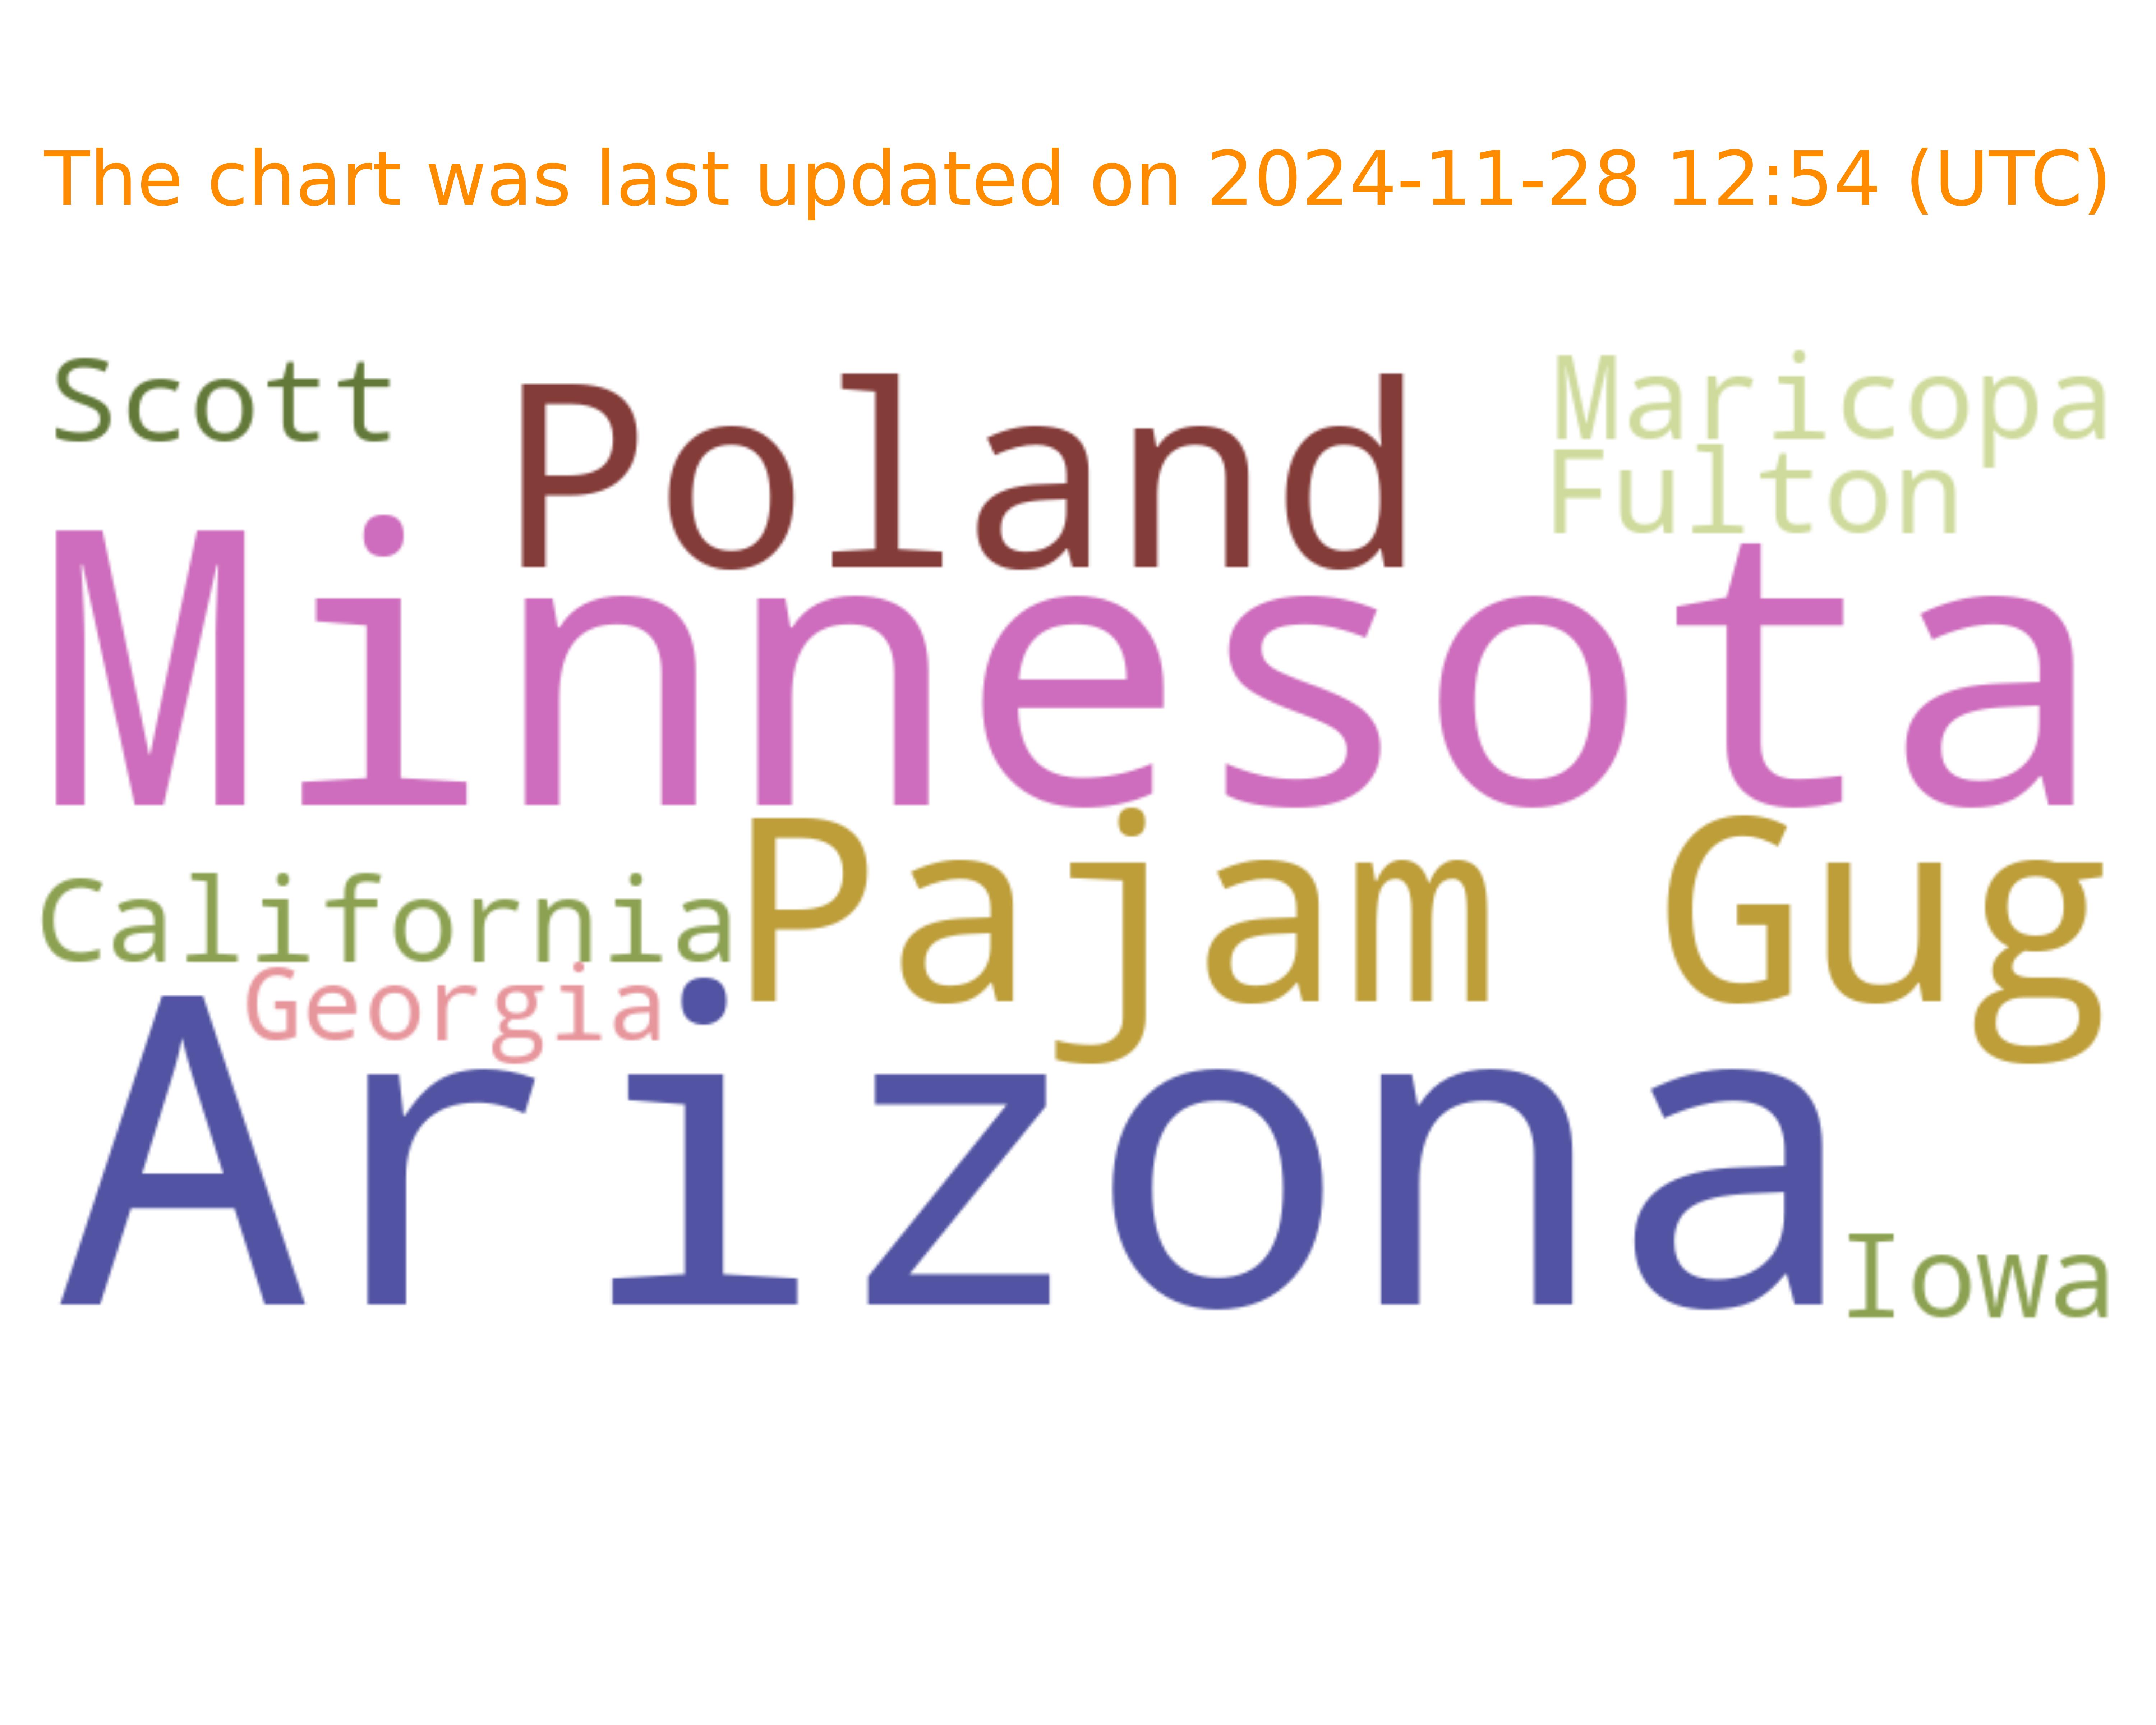 The chart was last updated on 2024-11-28 12:54 (UTC)
Scott
Poland
Maricopa
Fulton
Minnesota
California
Pajam Gug
Georgia
Arizona
Iowa